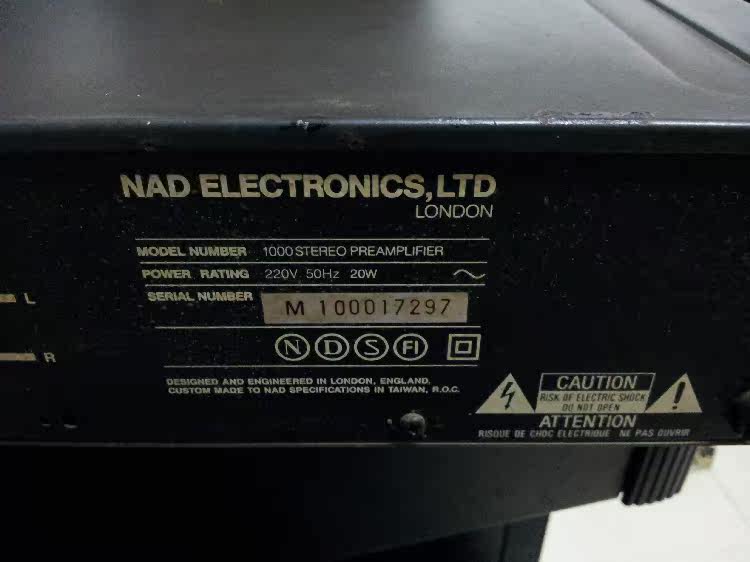 NAD ELECTRONICS, LTD
LONDON
MODEL NUMBER 1000 STEREO PREAMPLIFIER
POWER RATING 220V 50Hz 20W ~
SERIAL NUMBER M 100017297
L
R
N D S FI
DESIGNED AND ENGINEERED IN LONDON, ENGLAND.
CUSTOM MADE TO NAD SPECIFICATIONS IN TAIWAN, R.O.C.
CAUTION
RISK OF ELECTRIC SHOCK
DO NOT OPEN
ATTENTION
RISQUE DE CHOC ELECTRIQUE NE PAS OUVRIR